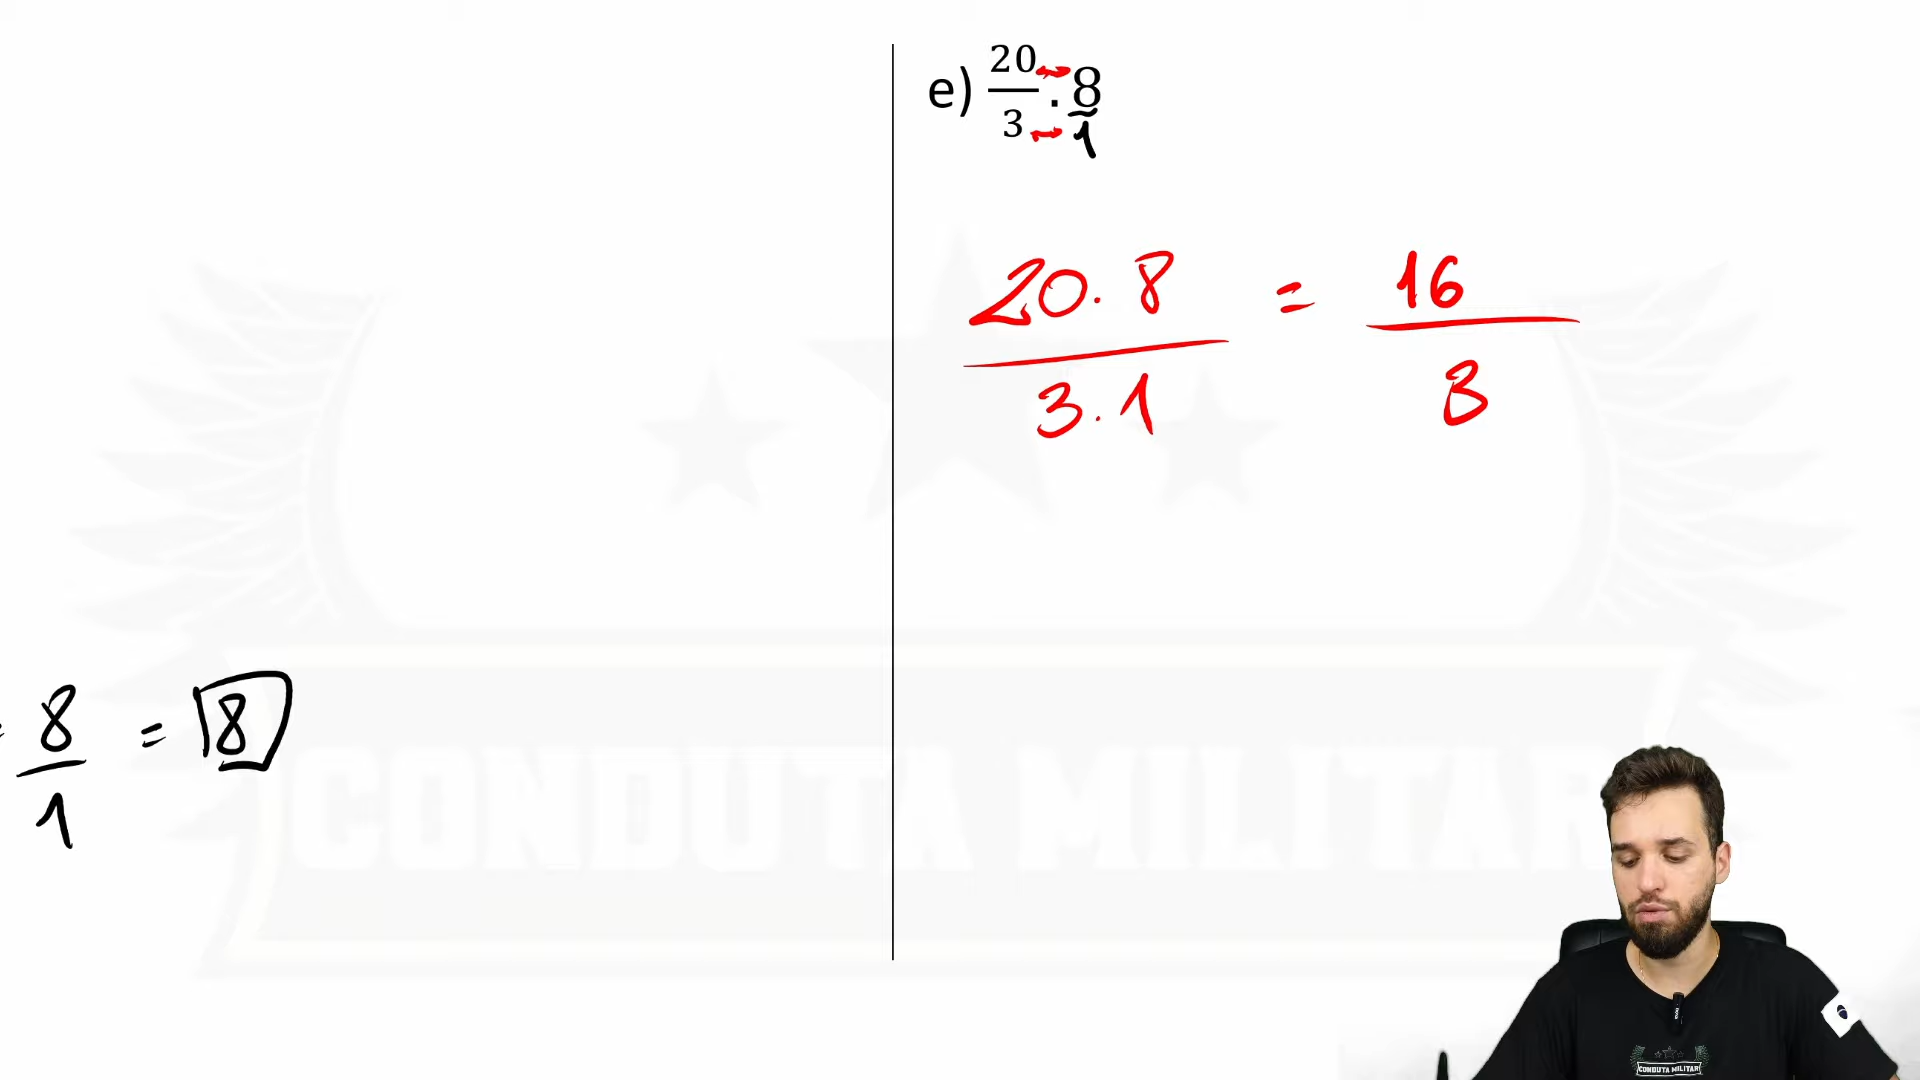 e) 20/3 . 8/1
20 . 8 / 3 . 1 = 16 / 3
= 8/1 = 8
CONDUTA MILITAR
CONDUTA MILITAR